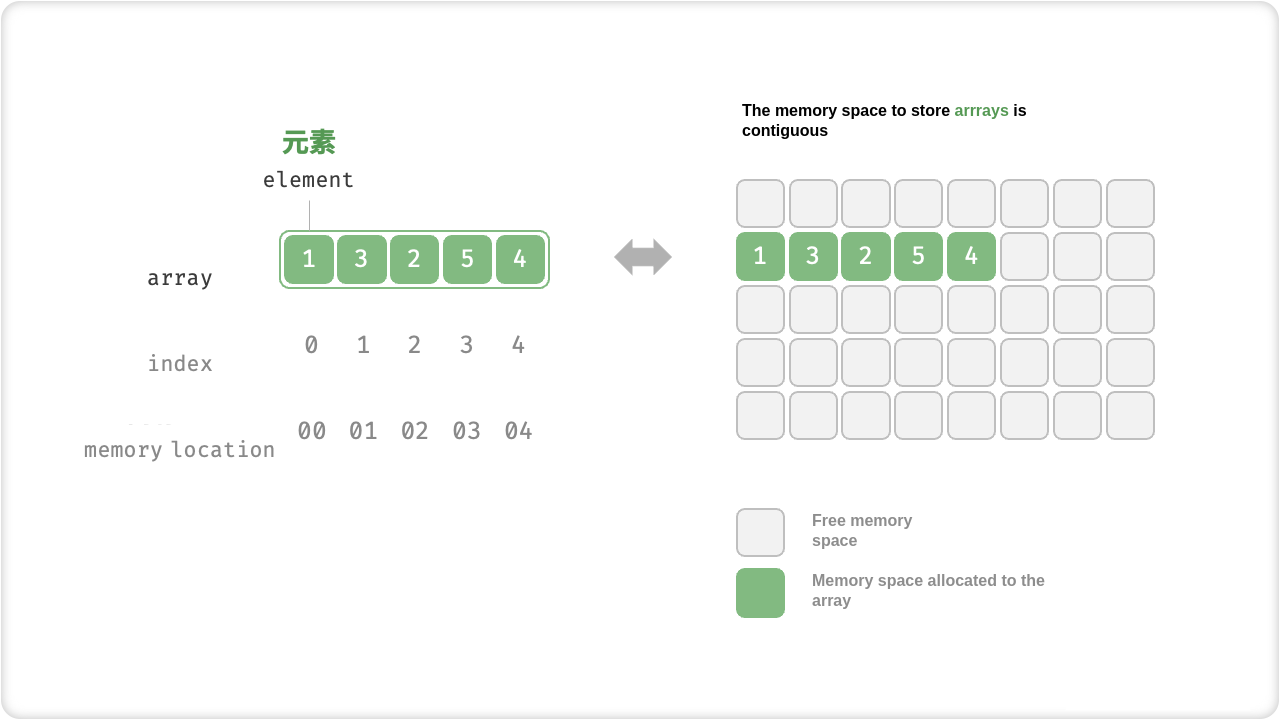 元素
element
1 3 2 5 4
array
0 1 2 3 4
index
00 01 02 03 04
memory location
The memory space to store arrrays is
contiguous
1 3 2 5 4
Free memory
space
Memory space allocated to the
array